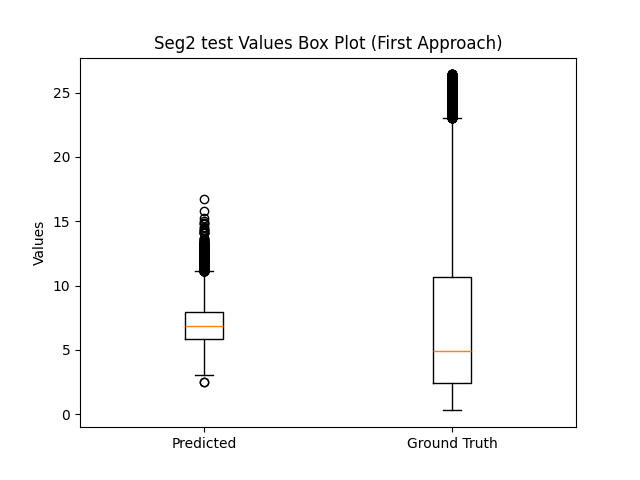 Seg2 test Values Box Plot (First Approach)
Values
25
20
15
10
5
0
Predicted
Ground Truth